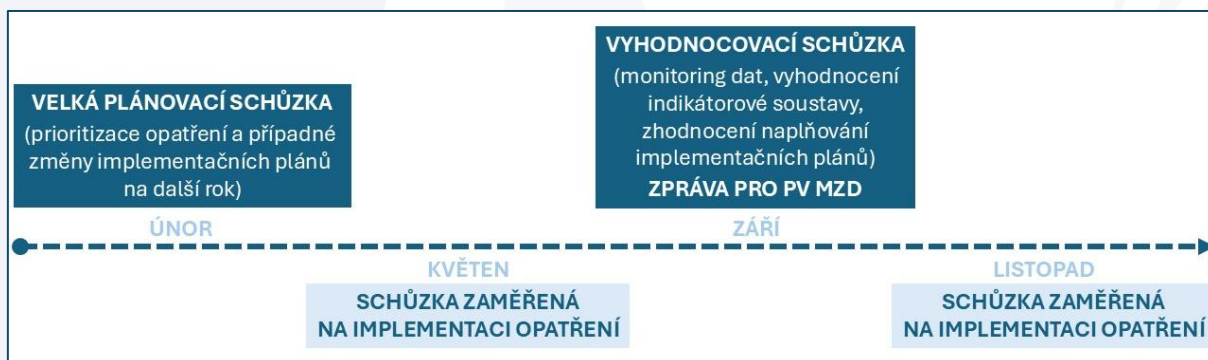 VELKÁ PLÁNOVACÍ SCHŮZKA
(prioritizace opatření a případné
změny implementačních plánů
na další rok)
ÚNOR
KVĚTEN
SCHŮZKA ZAMĚŘENÁ
NA IMPLEMENTACI OPATŘENÍ
VYHODNOCOVACÍ SCHŮZKA
(monitoring dat, vyhodnocení
indikátorové soustavy,
zhodnocení naplňování
implementačních plánů)
ZPRÁVA PRO PV MZD
ZÁŘÍ
LISTOPAD
SCHŮZKA ZAMĚŘENÁ
NA IMPLEMENTACI OPATŘENÍ